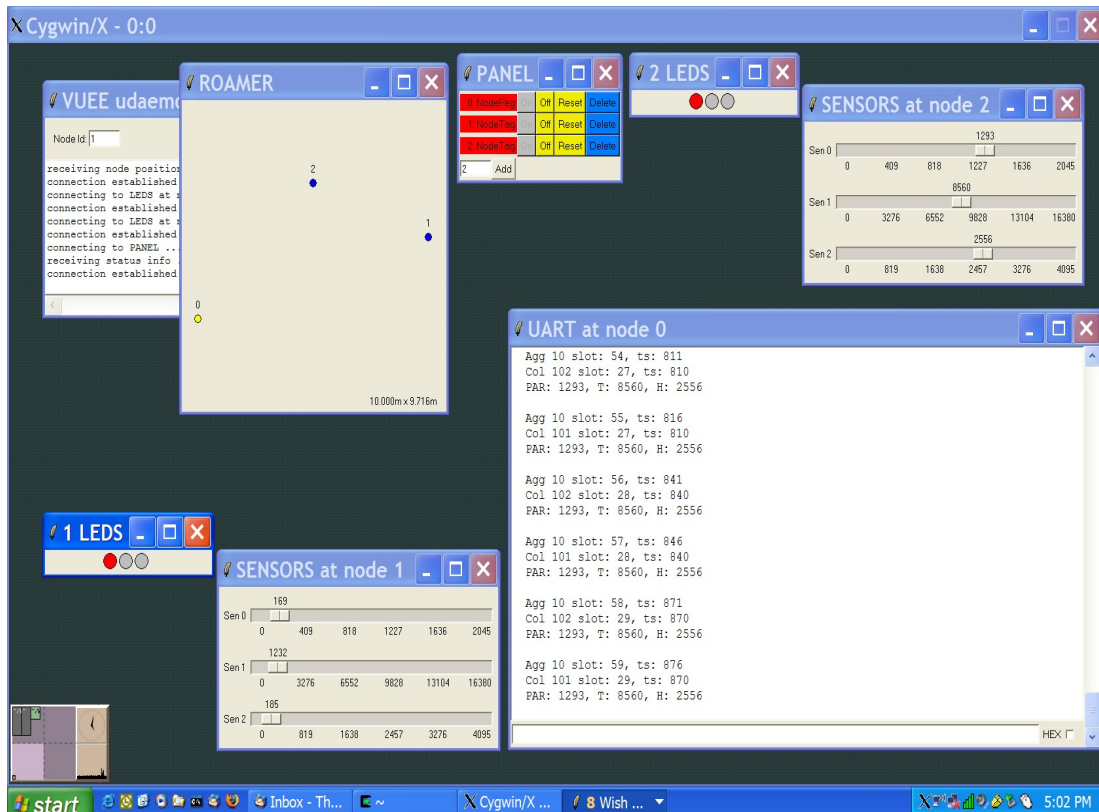 Cygwin/X - 0:0
VUEE udaemo
Node Id: 1
receiving node position
connection established
connecting to LEDS at n
connection established
connecting to LEDS at n
connection established
connecting to PANEL ...
receiving status info
connection established
ROAMER
2
1
0
10.000m x 9.716m
PANEL
0: NodePeg On Off Reset Delete
1: NodeTag On Off Reset Delete
2: NodeTag On Off Reset Delete
2 Add
2 LEDS
SENSORS at node 2
1293
Sen 0
0 409 818 1227 1636 2045
8560
Sen 1
0 3276 6552 9828 13104 16380
2556
Sen 2
0 819 1638 2457 3276 4095
UART at node 0
Agg 10 slot: 54, ts: 811
Col 102 slot: 27, ts: 810
PAR: 1293, T: 8560, H: 2556
Agg 10 slot: 55, ts: 816
Col 101 slot: 27, ts: 810
PAR: 1293, T: 8560, H: 2556
Agg 10 slot: 56, ts: 841
Col 102 slot: 28, ts: 840
PAR: 1293, T: 8560, H: 2556
Agg 10 slot: 57, ts: 846
Col 101 slot: 28, ts: 840
PAR: 1293, T: 8560, H: 2556
Agg 10 slot: 58, ts: 871
Col 102 slot: 29, ts: 870
PAR: 1293, T: 8560, H: 2556
Agg 10 slot: 59, ts: 876
Col 101 slot: 29, ts: 870
PAR: 1293, T: 8560, H: 2556
HEX
1 LEDS
SENSORS at node 1
169
Sen 0
0 409 818 1227 1636 2045
1232
Sen 1
0 3276 6552 9828 13104 16380
185
Sen 2
0 819 1638 2457 3276 4095
start Inbox - Th... ~ Cygwin/X ... 8 Wish ... 5:02 PM